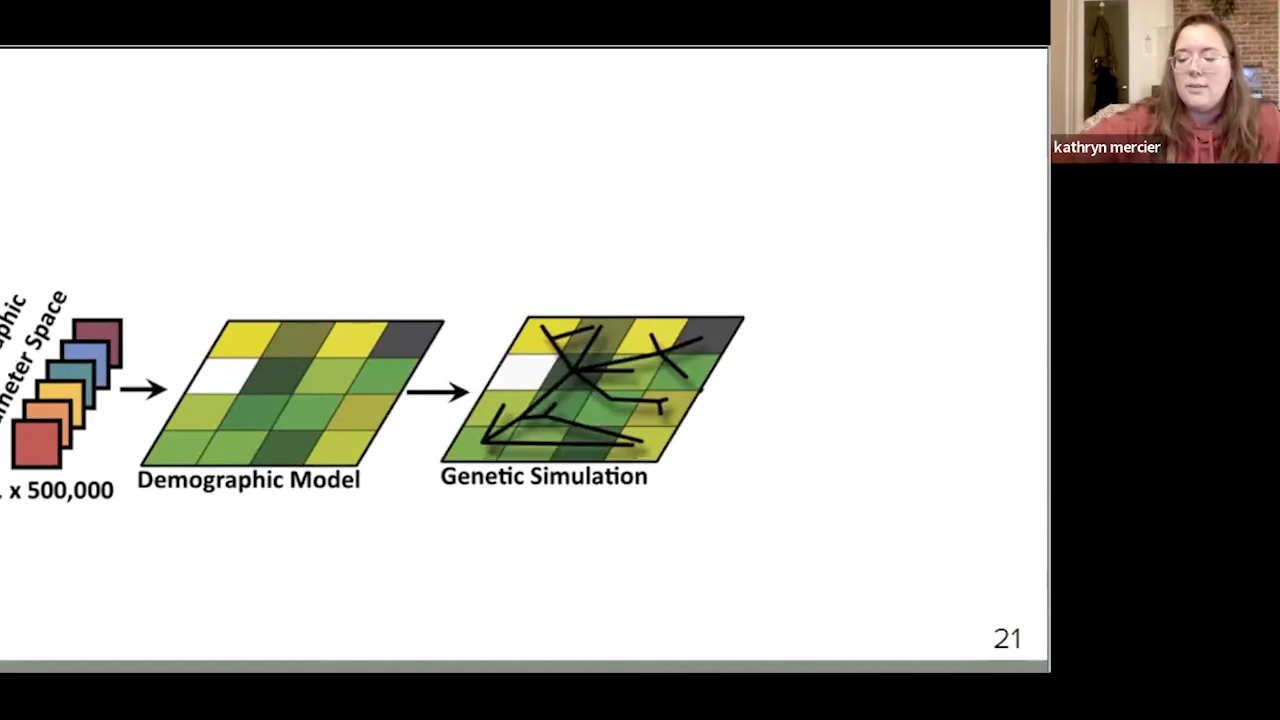 kathryn mercier
Space
x 500,000
Demographic Model
Genetic Simulation
21